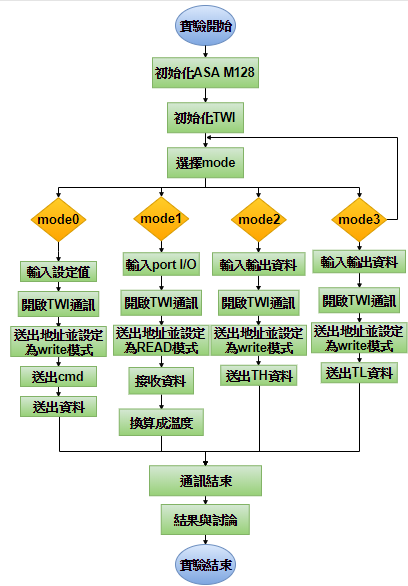 實驗開始
初始化ASA M128
初始化TWI
選擇mode
mode0
mode1
mode2
mode3
輸入設定值
開啟TWI通訊
送出地址並設定
為write模式
送出cmd
送出資料
輸入port I/O
開啟TWI通訊
送出地址並設定
為READ模式
接收資料
換算成溫度
輸入輸出資料
開啟TWI通訊
送出地址並設定
為write模式
送出TH資料
輸入輸出資料
開啟TWI通訊
送出地址並設定
為write模式
送出TL資料
通訊結束
結果與討論
實驗結束